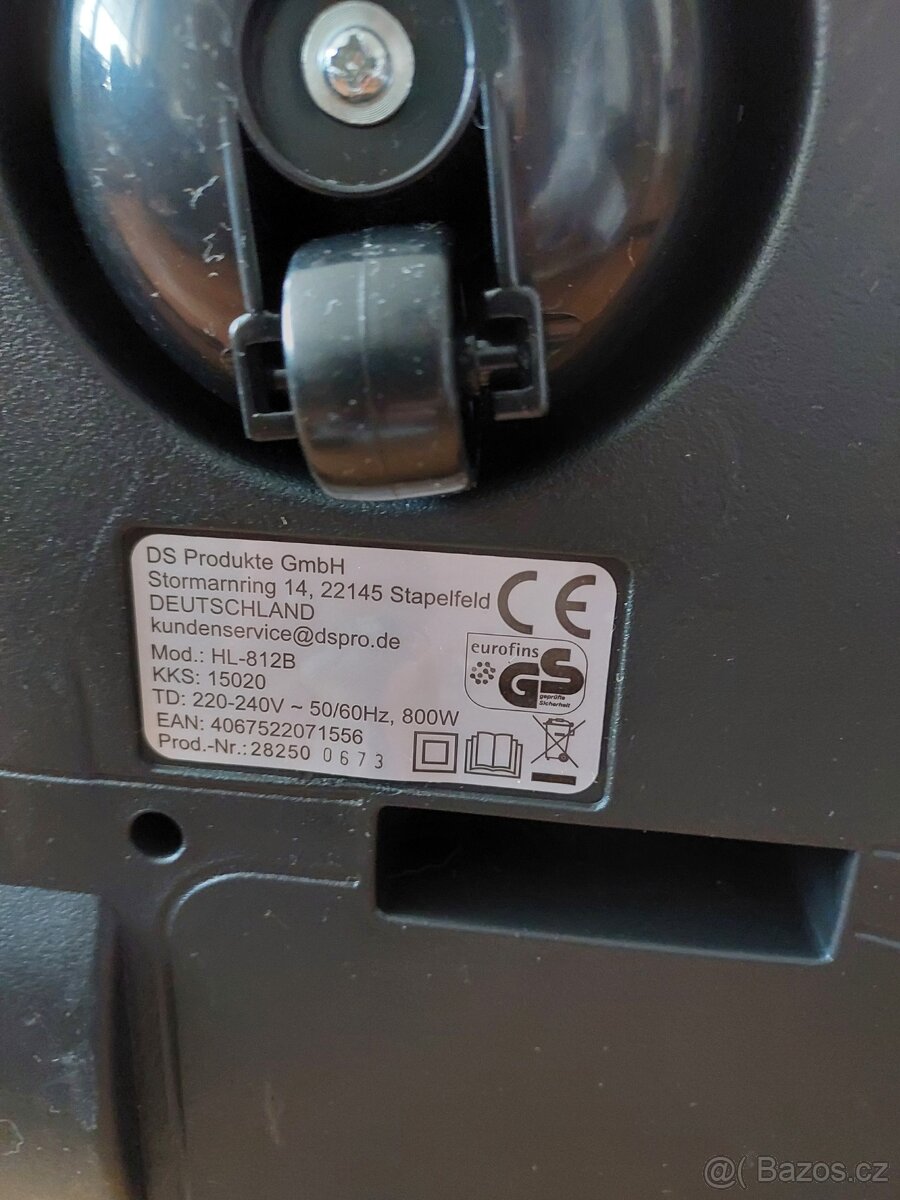 DS Produkte GmbH
Stormarnring 14, 22145 Stapelfeld
DEUTSCHLAND
kundenservice@dspro.de
Mod.: HL-812B
KKS: 15020
TD: 220-240V ~ 50/60Hz, 800W
EAN: 4067522071556
Prod.-Nr.: 28250 0673
CE
eurofins
GS
geprüfte
Sicherheit
@( Bazos.cz